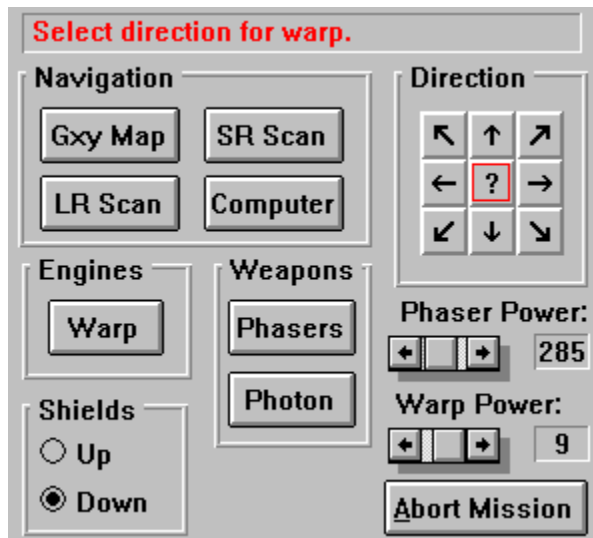 Select direction for warp.
Navigation
Gxy Map
SR Scan
LR Scan
Computer
Direction
?
Engines
Warp
Weapons
Phasers
Photon
Shields
Up
Down
Phaser Power:
285
Warp Power:
9
Abort Mission